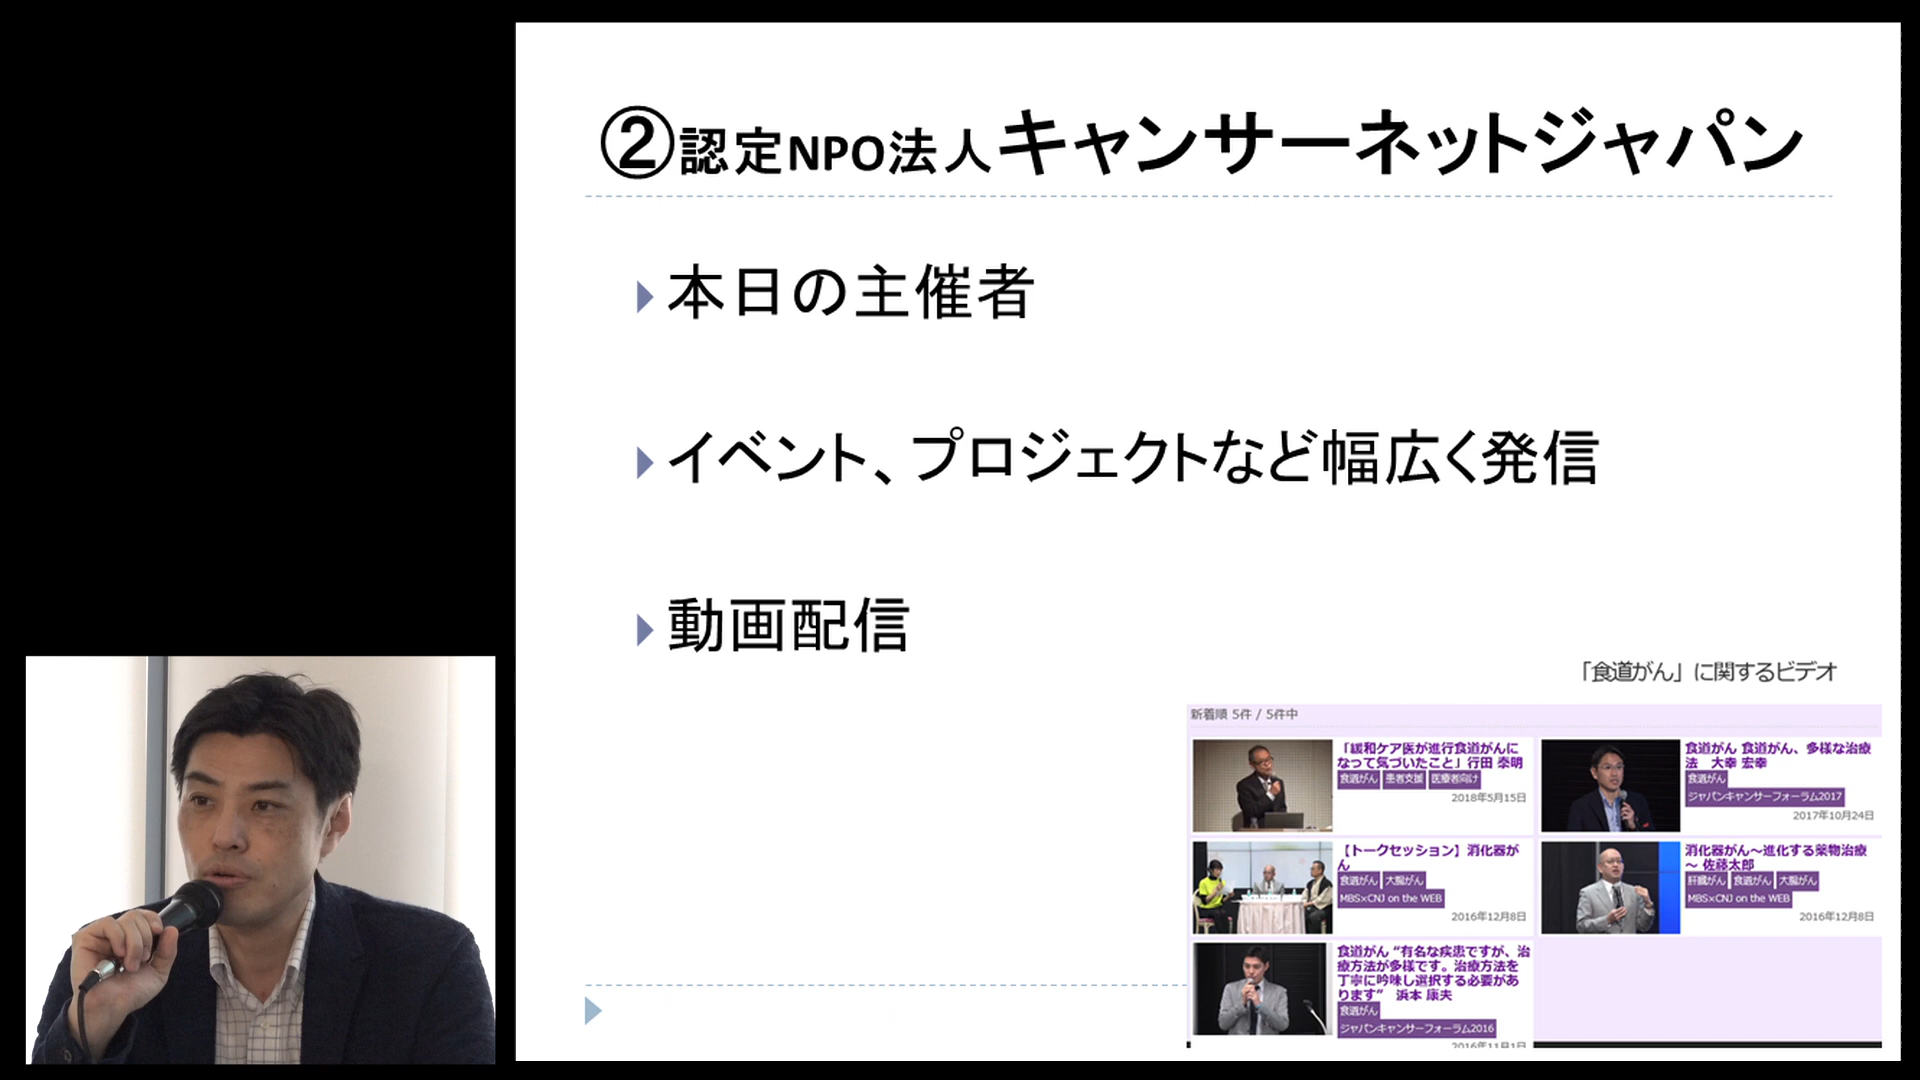 ②認定NPO法人キャンサーネットジャパン
本日の主催者
イベント、プロジェクトなど幅広く発信
動画配信
「食道がん」に関するビデオ
新着順 5件 / 5件中
「緩和ケア医が進行食道がんに
なって気づいたこと」行田 泰明
食道がん 患者支援 医療者向け
2018年5月15日
食道がん 食道がん、多様な治療
法 大幸 宏幸
食道がん
ジャパンキャンサーフォーラム2017
2017年10月24日
【トークセッション】消化器が
ん
食道がん 大腸がん
MBS×CNJ on the WEB
2016年12月8日
消化器がん～進化する薬物治療
～ 佐藤太郎
肝臓がん 食道がん 大腸がん
MBS×CNJ on the WEB
2016年12月8日
食道がん “有名な疾患ですが、治
療方法が多様です。治療方法を
丁寧に吟味し選択する必要があ
ります” 浜本 康夫
食道がん
ジャパンキャンサーフォーラム2016
2016年11月1日